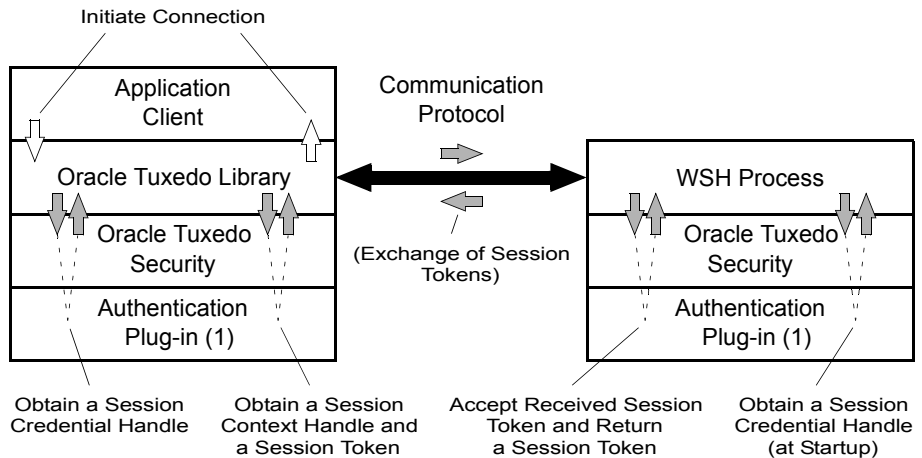 Initiate Connection
Application
Client
Oracle Tuxedo Library
Oracle Tuxedo
Security
Authentication
Plug-in (1)
Communication
Protocol
(Exchange of Session
Tokens)
WSH Process
Oracle Tuxedo
Security
Authentication
Plug-in (1)
Obtain a Session
Credential Handle
Obtain a Session
Context Handle and
a Session Token
Accept Received Session
Token and Return
a Session Token
Obtain a Session
Credential Handle
(at Startup)